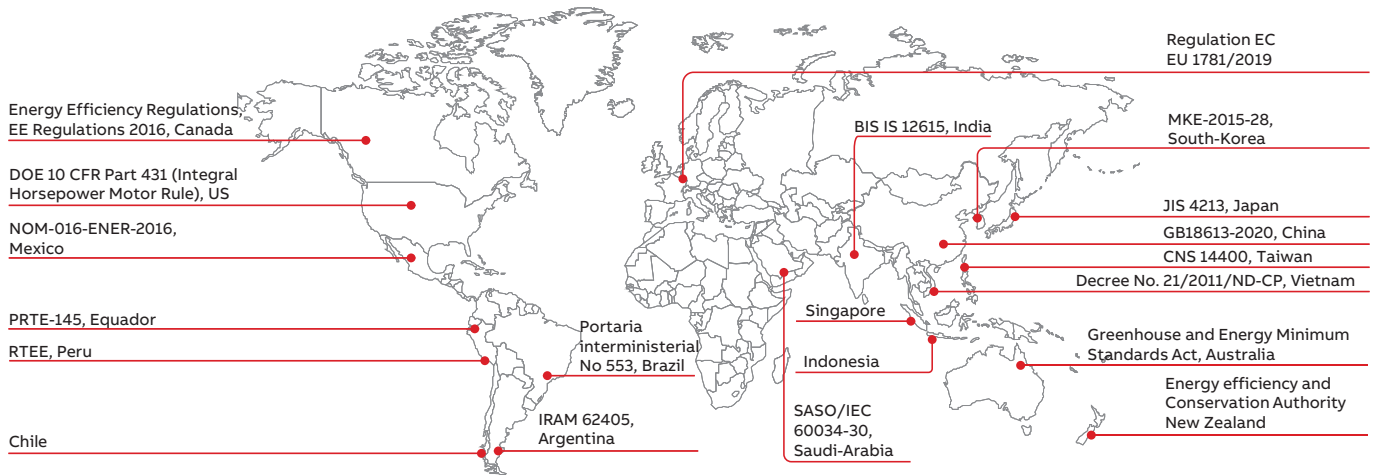 Regulation EC
EU 1781/2019
Energy Efficiency Regulations,
EE Regulations 2016, Canada
BIS IS 12615, India
MKE-2015-28,
South-Korea
DOE 10 CFR Part 431 (Integral
Horsepower Motor Rule), US
JIS 4213, Japan
NOM-016-ENER-2016,
Mexico
GB18613-2020, China
CNS 14400, Taiwan
Decree No. 21/2011/ND-CP, Vietnam
PRTE-145, Equador
Portaria
interministerial
No 553, Brazil
Singapore
Greenhouse and Energy Minimum
Standards Act, Australia
RTEE, Peru
Indonesia
Energy efficiency and
Conservation Authority
New Zealand
SASO/IEC
60034-30,
Saudi-Arabia
IRAM 62405,
Argentina
Chile